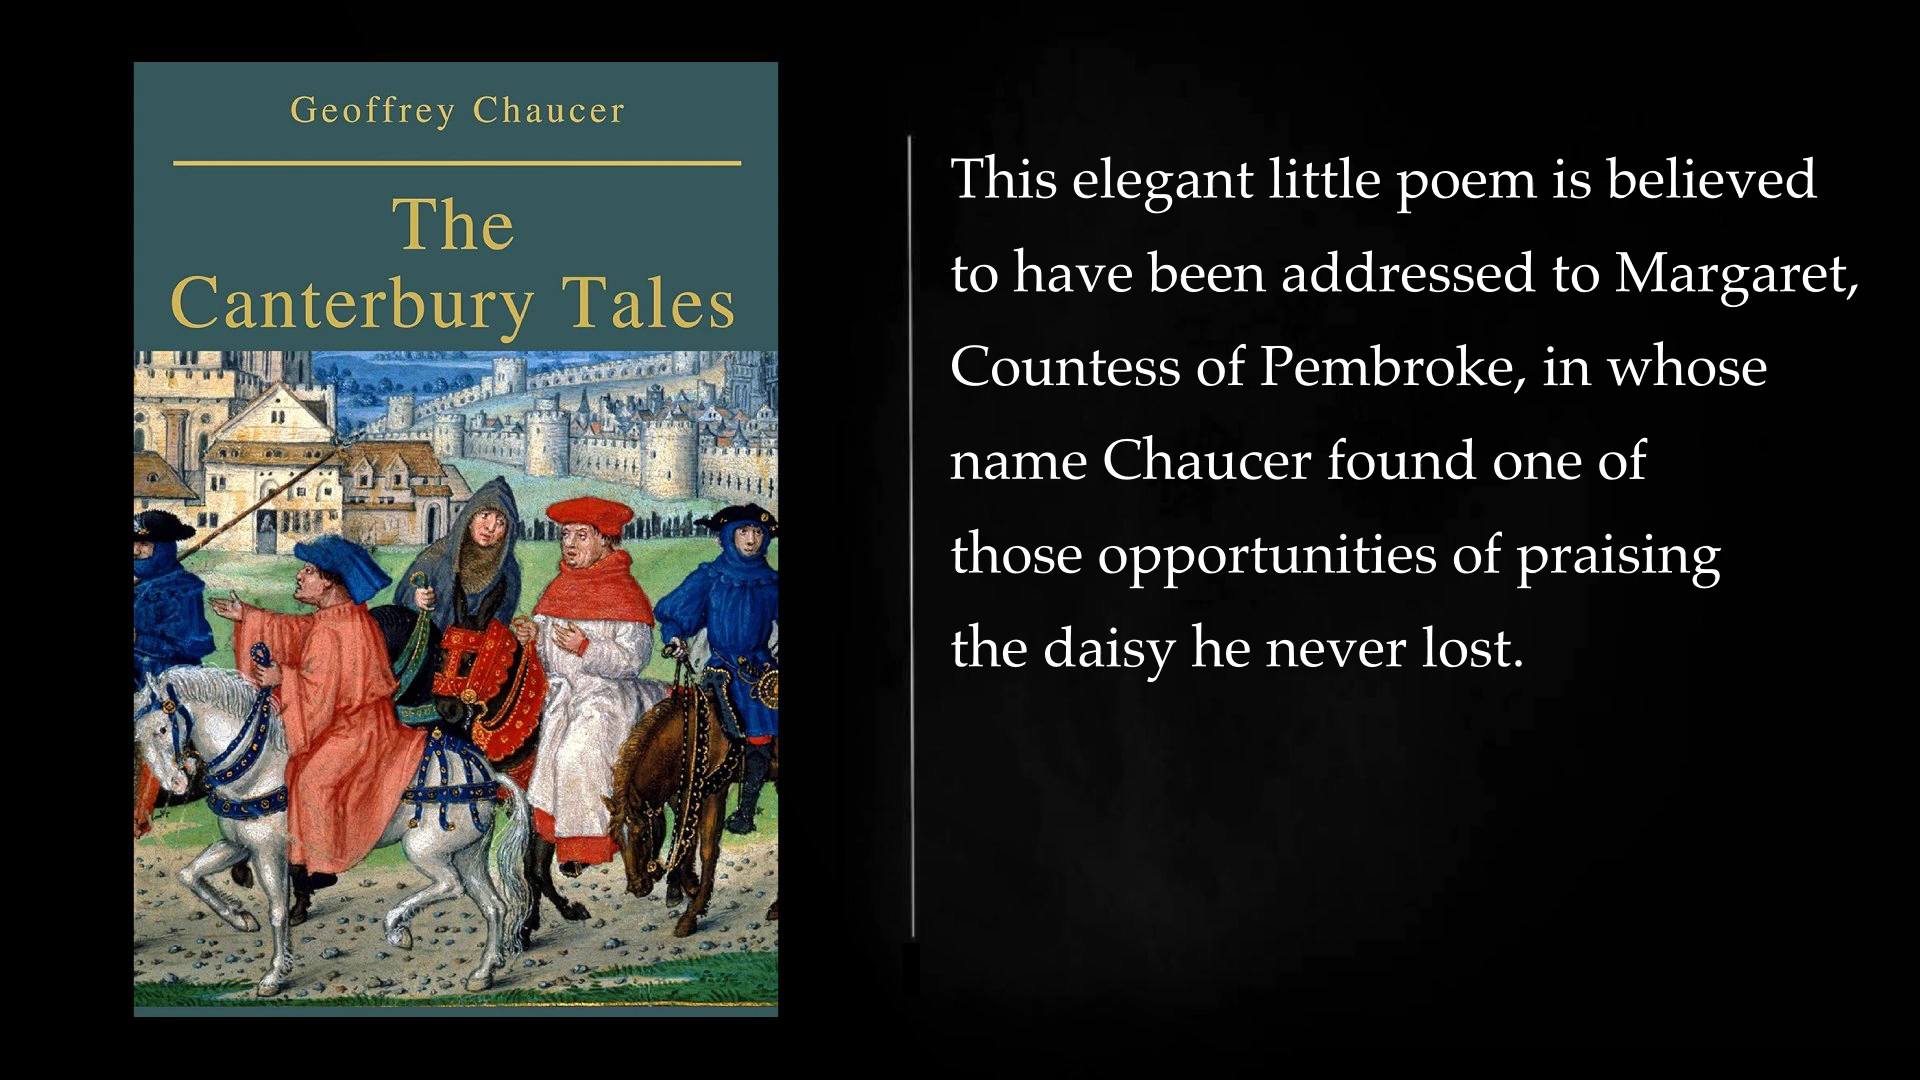 Geoffrey Chaucer
The
Canterbury Tales
This elegant little poem is believed
to have been addressed to Margaret,
Countess of Pembroke, in whose
name Chaucer found one of
those opportunities of praising
the daisy he never lost.